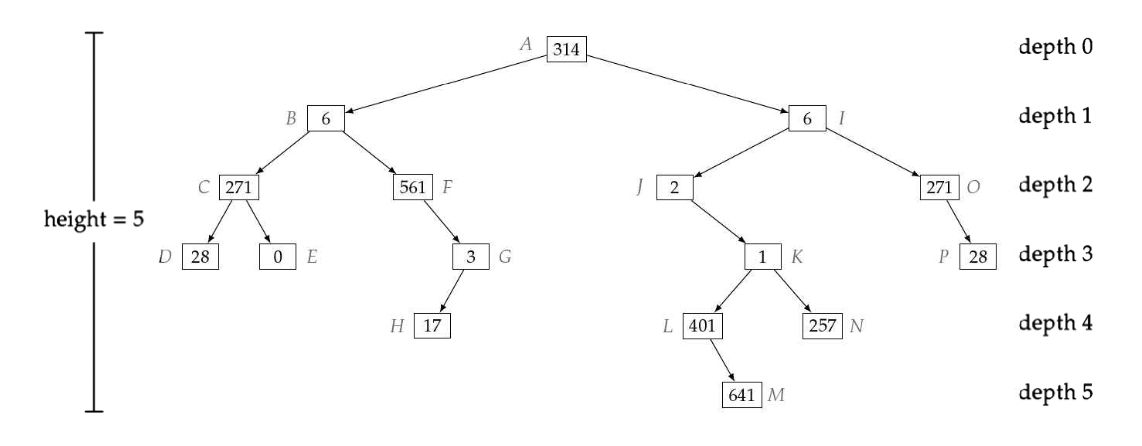 A 314 depth 0
B 6 6 I depth 1
C 271 561 F J 2 271 O depth 2
height = 5
D 28 0 E 3 G 1 K P 28 depth 3
H 17 L 401 257 N depth 4
641 M depth 5